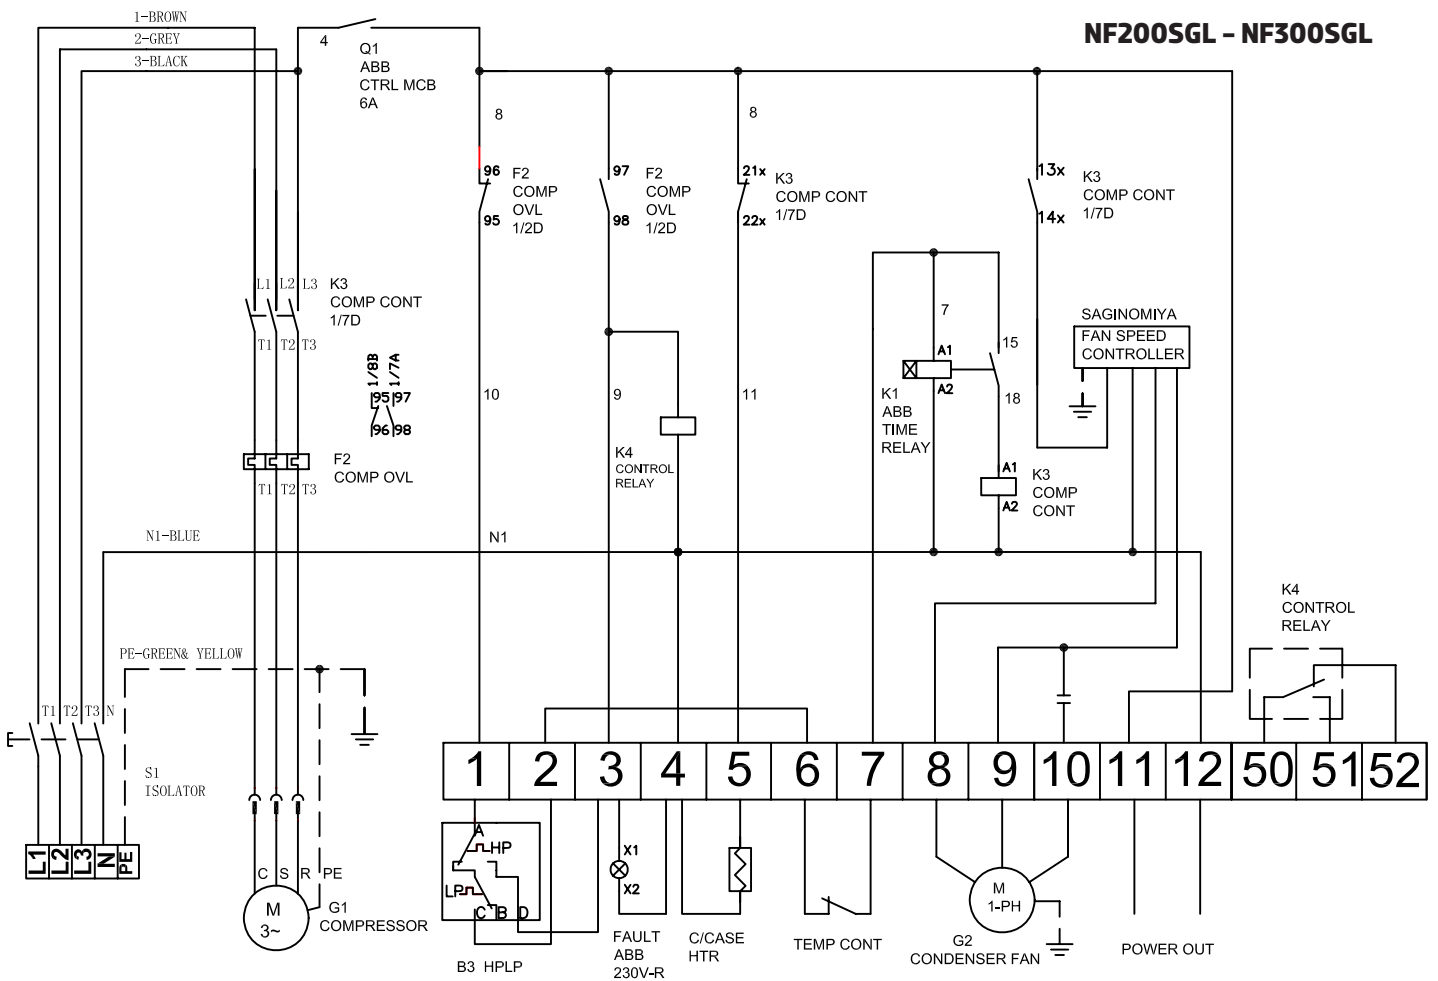 NF200SGL – NF300SGL
1-BROWN
2-GREY
3-BLACK
4
Q1
ABB
CTRL MCB
6A
8
8
96
95
F2
COMP
OVL
1/2D
97
98
F2
COMP
OVL
1/2D
21x
22x
K3
COMP CONT
1/7D
13x
14x
K3
COMP CONT
1/7D
L1
L2
L3
K3
COMP CONT
1/7D
T1
T2
T3
1/8B
1/7A
95
97
96
98
F2
COMP OVL
T1
T2
T3
10
9
11
K4
CONTROL
RELAY
7
A1
A2
K1
ABB
TIME
RELAY
15
18
A1
A2
K3
COMP
CONT
SAGINOMIYA
FAN SPEED
CONTROLLER
N1-BLUE
N1
K4
CONTROL
RELAY
PE-GREEN& YELLOW
T1
T2
T3
N
S1
ISOLATOR
L1
L2
L3
N
PE
C
S
R
PE
M
3~
G1
COMPRESSOR
1
2
3
4
5
6
7
8
9
10
11
12
50
51
52
A
HP
LP
C
B
D
B3 HPLP
X1
X2
FAULT
ABB
230V-R
C/CASE
HTR
TEMP CONT
M
1-PH
G2
CONDENSER FAN
POWER OUT